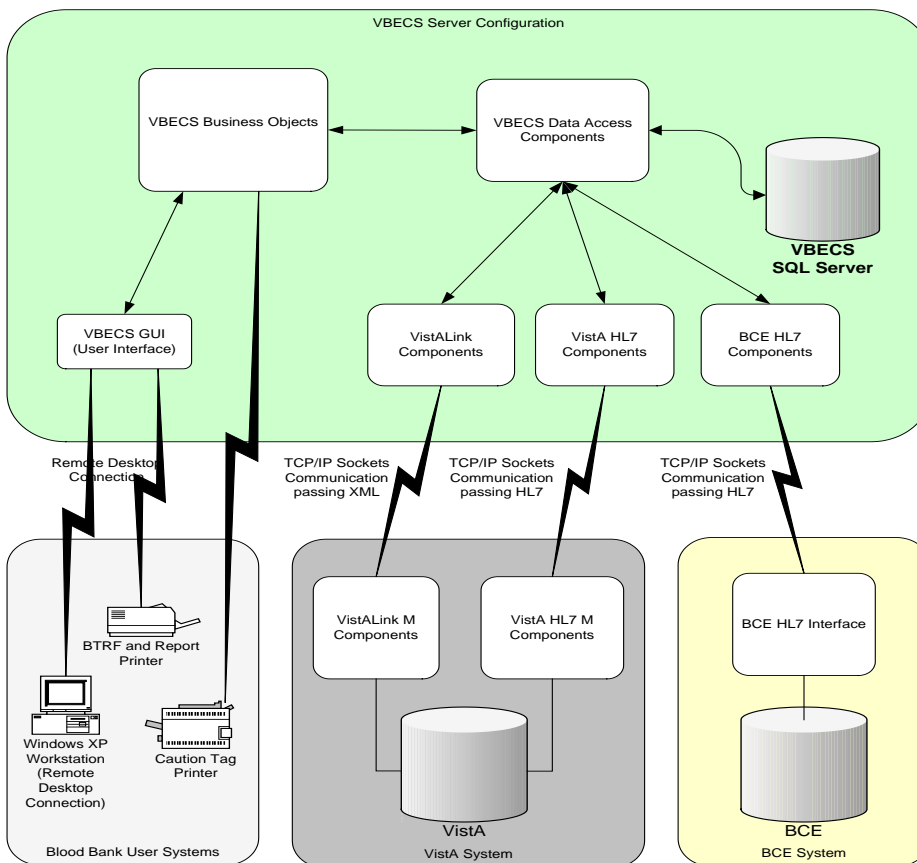 VBECS Server Configuration
VBECS Business Objects
VBECS Data Access
Components
VBECS
SQL Server
VBECS GUI
(User Interface)
VistALink
Components
VistA HL7
Components
BCE HL7
Components
Remote Desktop
Connection
TCP/IP Sockets
Communication
passing XML
TCP/IP Sockets
Communication
passing HL7
TCP/IP Sockets
Communication
passing HL7
BTRF and Report
Printer
Windows XP
Workstation
(Remote
Desktop
Connection)
Caution Tag
Printer
Blood Bank User Systems
VistALink M
Components
VistA HL7 M
Components
VistA
VistA System
BCE HL7 Interface
BCE
BCE System